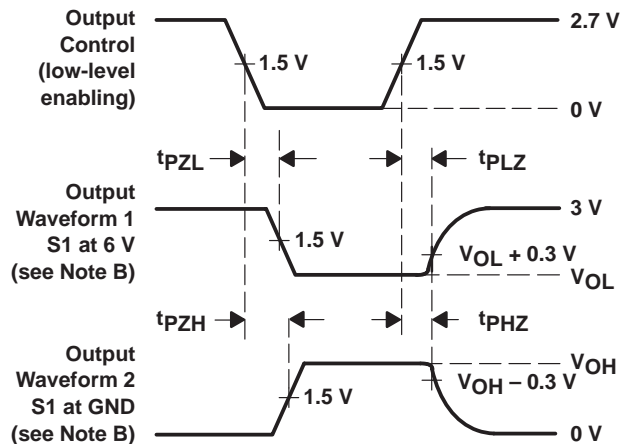 Output
Control
(low-level
enabling)
2.7 V
1.5 V
1.5 V
0 V
tPZL
tPLZ
Output
Waveform 1
S1 at 6 V
(see Note B)
3 V
1.5 V
VOL + 0.3 V
VOL
tPZH
tPHZ
Output
Waveform 2
S1 at GND
(see Note B)
VOH
VOH – 0.3 V
1.5 V
0 V